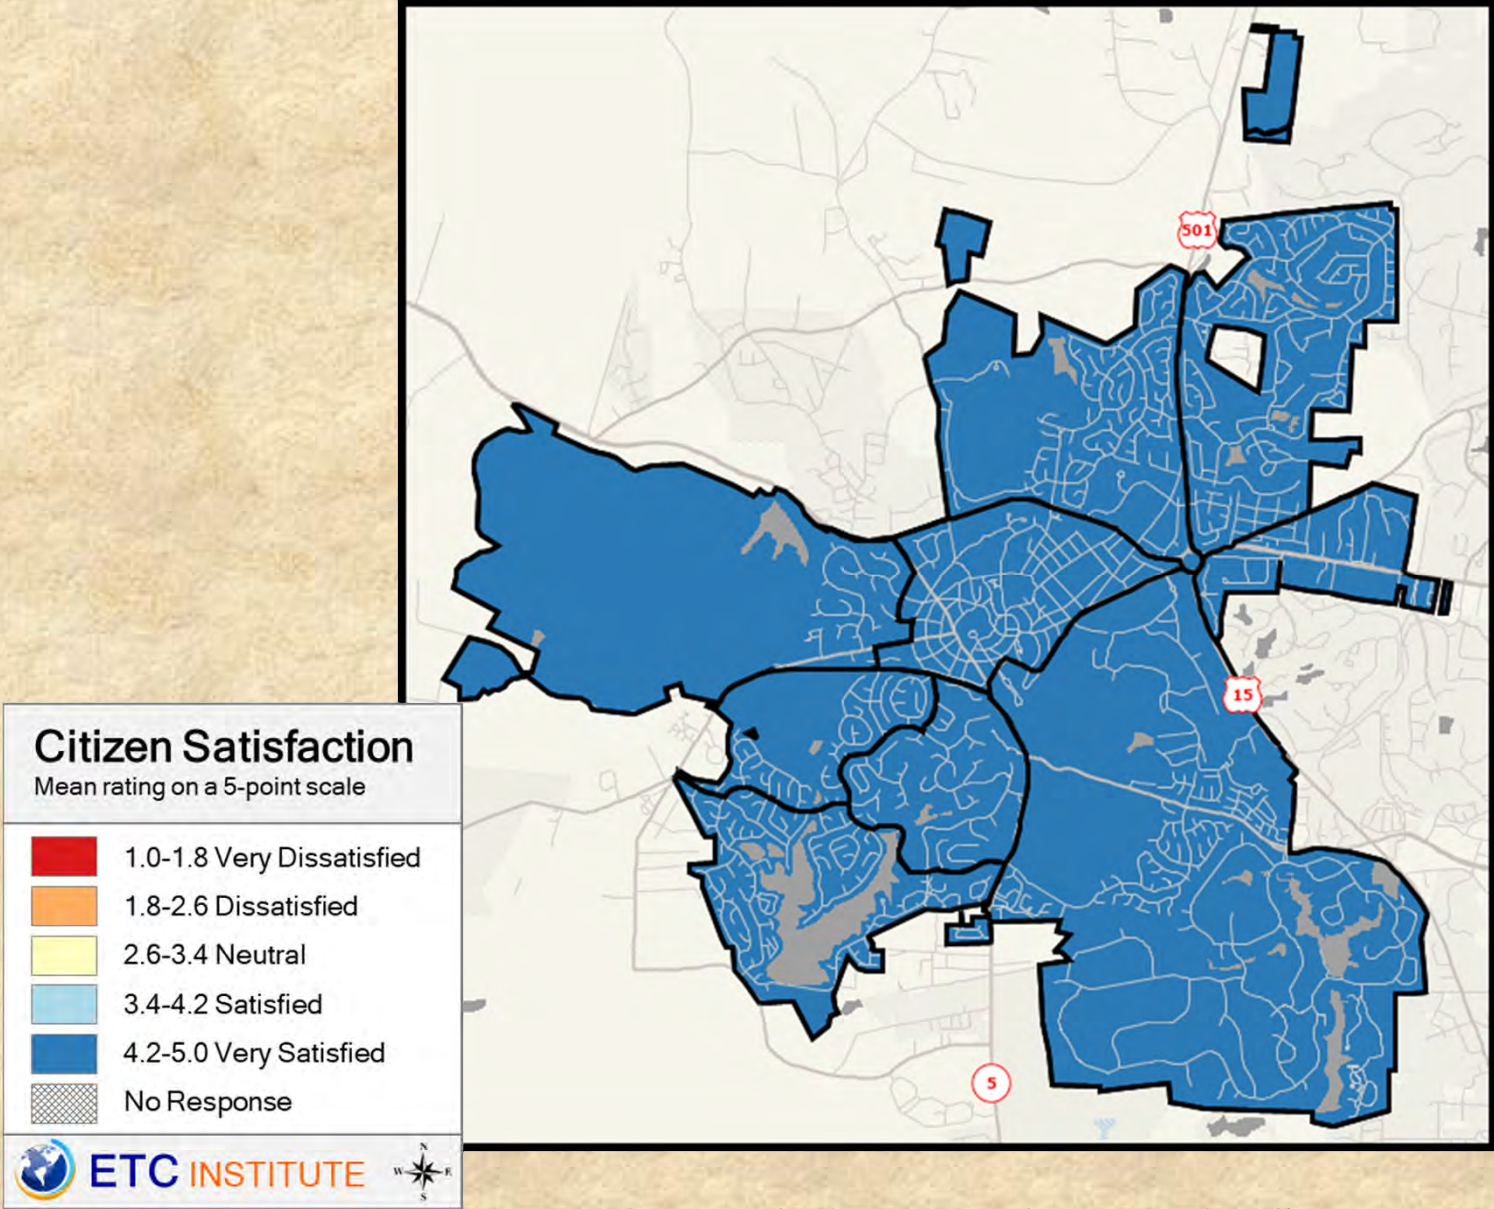 501
15
5
Citizen Satisfaction
Mean rating on a 5-point scale
1.0-1.8 Very Dissatisfied
1.8-2.6 Dissatisfied
2.6-3.4 Neutral
3.4-4.2 Satisfied
4.2-5.0 Very Satisfied
No Response
ETC INSTITUTE
N
W E
S